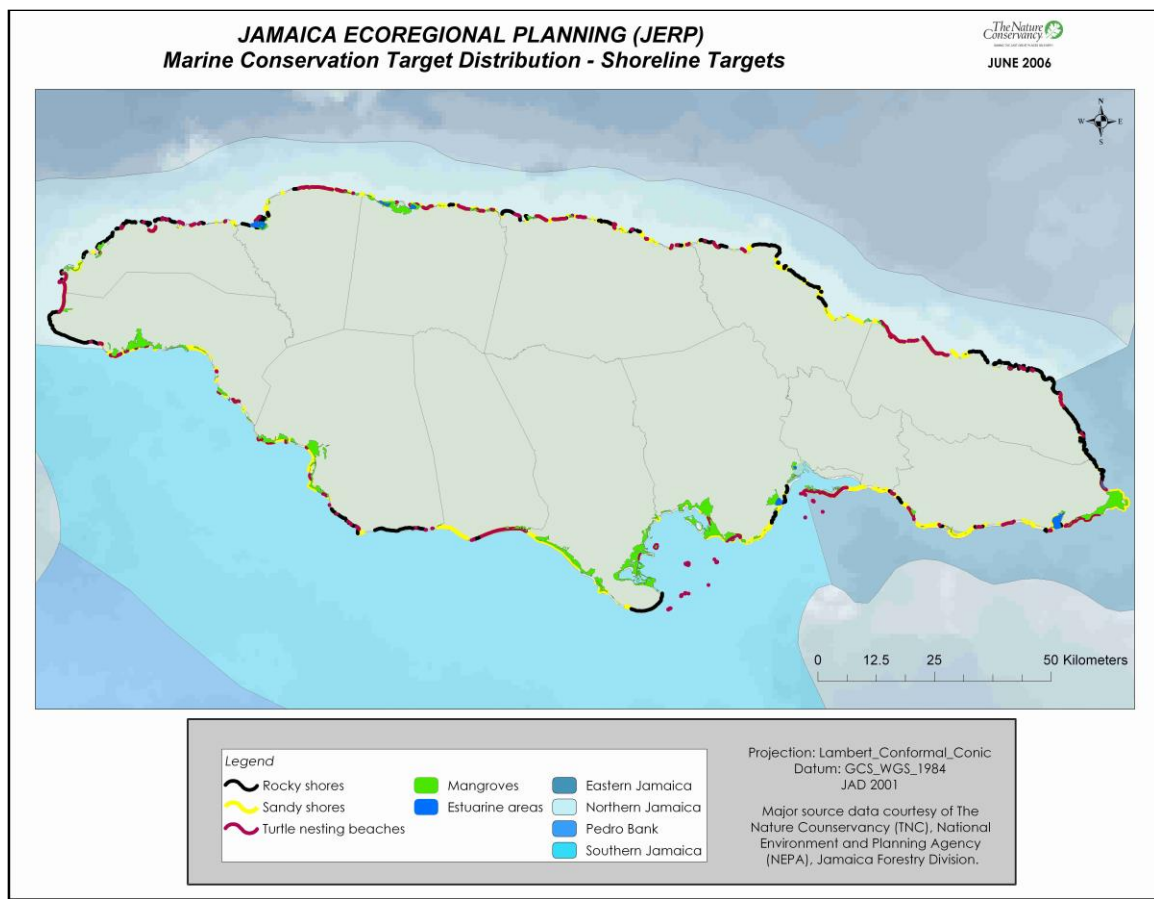 JAMAICA ECOREGIONAL PLANNING (JERP)
Marine Conservation Target Distribution - Shoreline Targets
The Nature
Conservancy
JUNE 2006
N
W E
S
0 12.5 25 50 Kilometers
Legend
Rocky shores
Sandy shores
Turtle nesting beaches
Mangroves
Estuarine areas
Eastern Jamaica
Northern Jamaica
Pedro Bank
Southern Jamaica
Projection: Lambert_Conformal_Conic
Datum: GCS_WGS_1984
JAD 2001
Major source data courtesy of The
Nature Counservancy (TNC), National
Environment and Planning Agency
(NEPA), Jamaica Forestry Division.